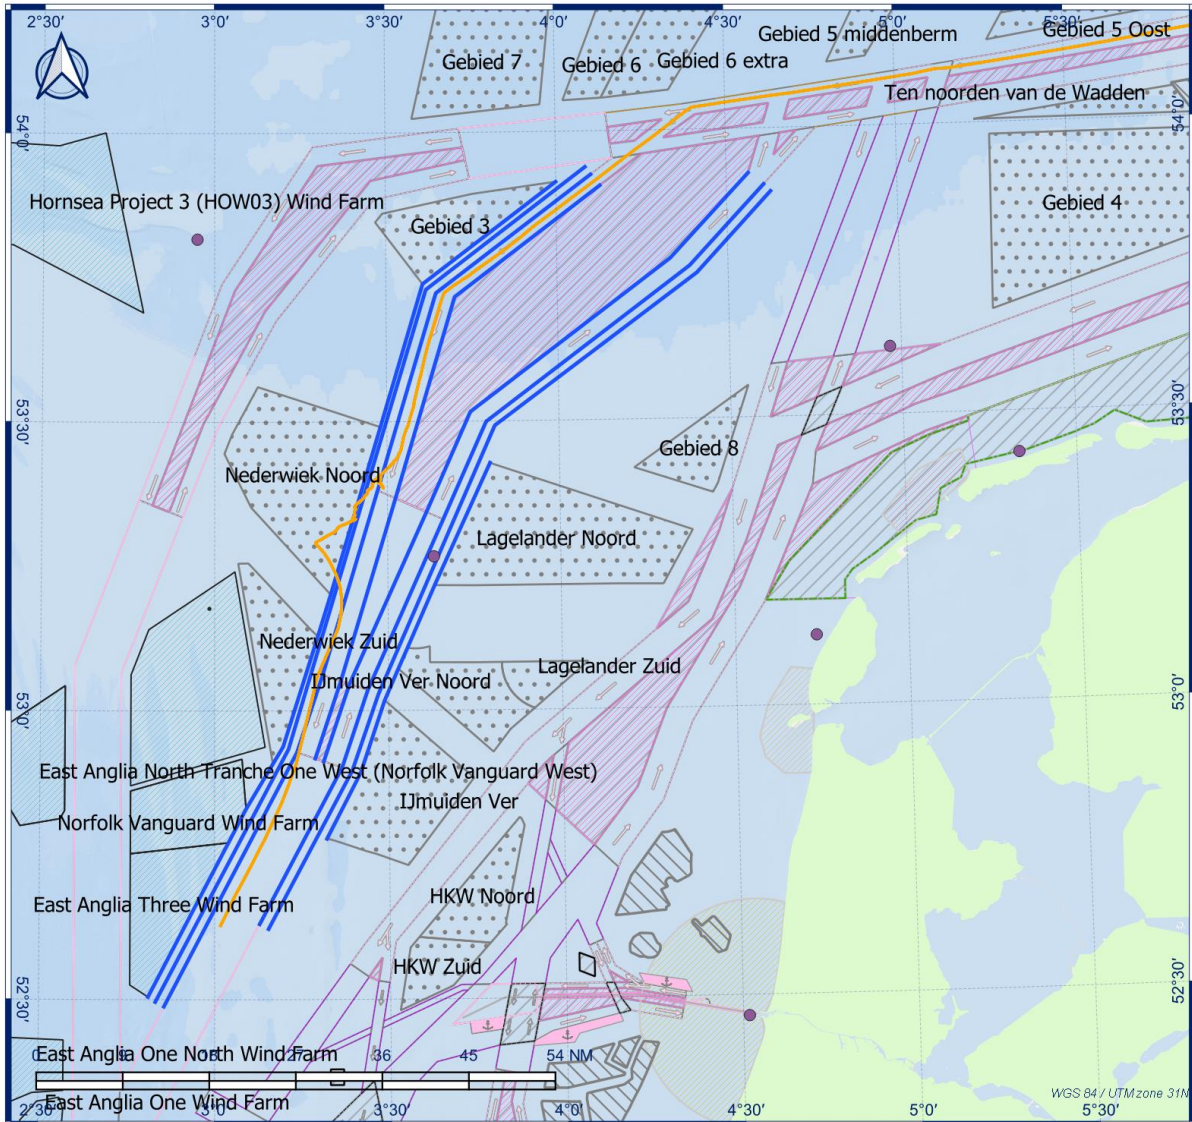 2°30' 3°0' 3°30' 4°0' 4°30' 5°0' 5°30'
Gebied 5 Oost
Gebied 5 middenberm
Gebied 7
Gebied 6
Gebied 6 extra
Ten noorden van de Wadden
54°0'
54°0'
Hornsea Project 3 (HOW03) Wind Farm
Gebied 4
Gebied 3
53°30'
53°30'
Gebied 8
Nederwiek Noord
Lagelander Noord
Nederwiek Zuid
Lagelander Zuid
IJmuiden Ver Noord
53°0'
53°0'
East Anglia North Tranche One West (Norfolk Vanguard West)
IJmuiden Ver
Norfolk Vanguard Wind Farm
HKW Noord
East Anglia Three Wind Farm
HKW Zuid
52°30'
52°30'
East Anglia One North Wind Farm
0 9 18 27 36 45 54 NM
WGS 84 / UTM zone 31N
East Anglia One Wind Farm
2°30' 3°0' 3°30' 4°0' 4°30' 5°0' 5°30'